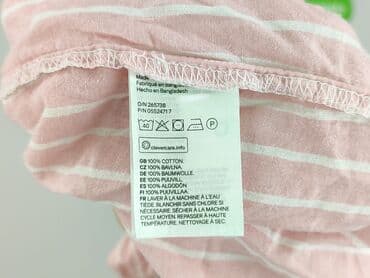 Made
Fabriqué en Bangladesh
Hecho en Bangladesh
O/N 265738
P/N 05524717
40 P
clevercare.info
GB 100% COTTON.
CZ 100% BAVLNA.
DE 100% BAUMWOLLE.
EE 100% PUUVILL.
ES 100% ALGODÓN
FI 100% PUUVILLAA.
FR LAVER À LA MACHINE À L'EAU
TIÈDE. BLANCHIR SANS CHLORE SI
NÉCESSAIRE. SÉCHER À LA MACHINE
CYCLE MOYEN. REPASSER À HAUTE
TEMPÉRATURE. NETTOYAGE À SEC.